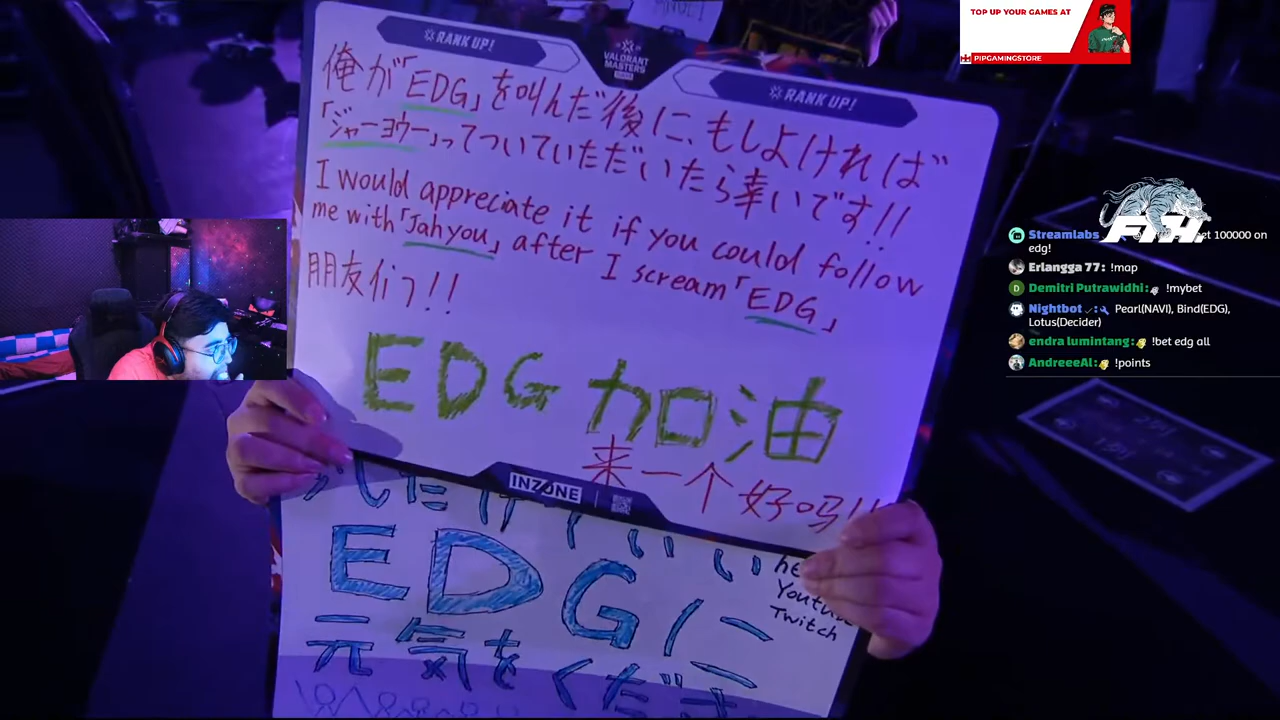 TOP UP YOUR GAMES AT
PIPGAMINGSTORE
RANK UP!
VALORANT
MASTERS
RANK UP!
俺が「EDG」を叫んだ後に、もしよければ
「ジャーヨウー」ってついていただいたら幸いです!!
I would appreciate it if you could follow
me with「Jahyou」, after I scream「EDG」
朋友们!!
EDG 加油
来一个好吗!!
INZONE
EDGに
元気をくださ
Youtube
Twitch
FTH.
Streamlabs et 100000 on
edg!
Erlangga 77: !map
Demitri Putrawidhi: !mybet
Nightbot: Pearl(NAVI), Bind(EDG),
Lotus(Decider)
endra lumintang: !bet edg all
AndreeeAl: !points